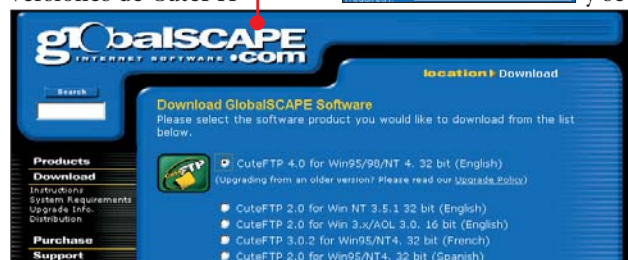 versiones de CuteFTP
y se
globalSCAPE
.com
INTERNET SOFTWARE
location Download
Search
Download GlobalSCAPE Software
Please select the software product you would like to download from the list
below.
Products
Download
Instructions
System Requirements
Upgrade Info.
Distribution
Purchase
Support
CuteFTP 4.0 for Win95/98/NT 4. 32 bit (English)
(Upgrading from an older version? Please read our Upgrade Policy)
CuteFTP 2.0 for Win NT 3.5.1 32 bit (English)
CuteFTP 2.0 for Win 3.x/AOL 3.0. 16 bit (English)
CuteFTP 3.0.2 for Win95/NT4. 32 bit (French)
CuteFTP 2.0 for Win95/NT4. 32 bit (Spanish)